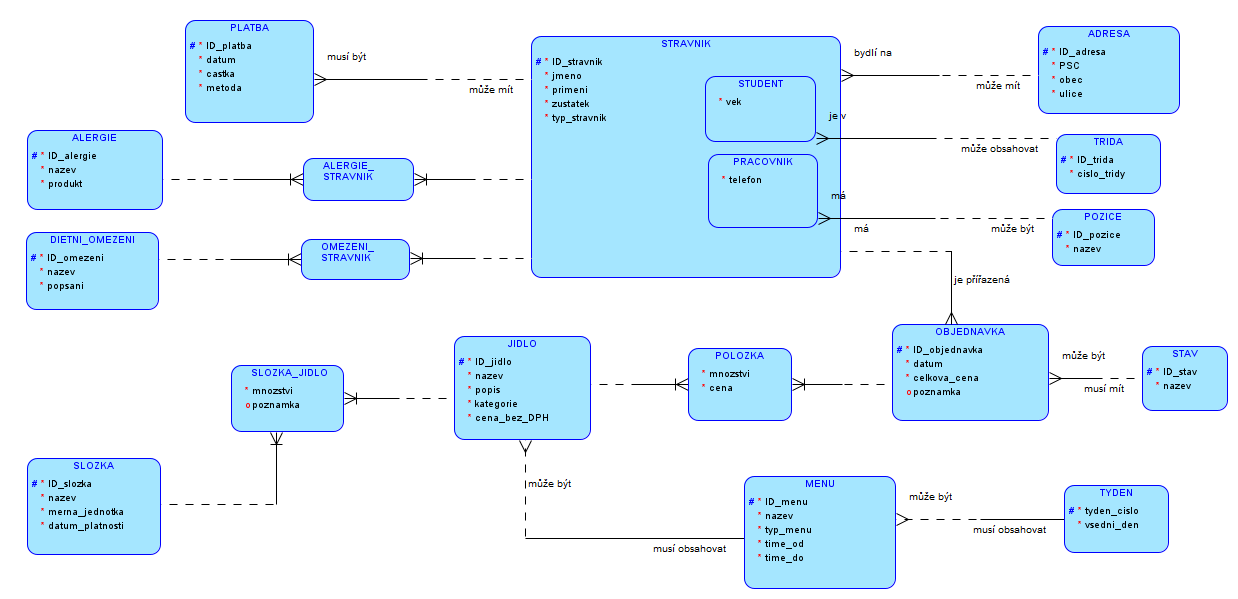 PLATBA
# * ID_platba
* datum
* castka
* metoda
musí být
může mít
STRAVNIK
# * ID_stravnik
* jmeno
* primeni
* zustatek
* typ_stravnik
STUDENT
* vek
PRACOVNIK
* telefon
bydlí na
může mít
ADRESA
# * ID_adresa
* PSC
* obec
* ulice
je v
může obsahovat
TRIDA
# * ID_trida
* cislo_tridy
má
má
může být
POZICE
# * ID_pozice
* nazev
ALERGIE
# * ID_alergie
* nazev
* produkt
ALERGIE_
STRAVNIK
DIETNI_OMEZENI
# * ID_omezeni
* nazev
* popsani
OMEZENI_
STRAVNIK
je přířazená
OBJEDNAVKA
# * ID_objednavka
* datum
* celkova_cena
o poznamka
může být
musí mít
STAV
# * ID_stav
* nazev
JIDLO
# * ID_jidlo
* nazev
* popis
* kategorie
* cena_bez_DPH
POLOZKA
* mnozstvi
* cena
SLOZKA_JIDLO
* mnozstvi
o poznamka
SLOZKA
# * ID_slozka
* nazev
* merna_jednotka
* datum_platnosti
může být
musí obsahovat
MENU
# * ID_menu
* nazev
* typ_menu
* time_od
* time_do
může být
musí obsahovat
TYDEN
# * tyden_cislo
* vsedni_den